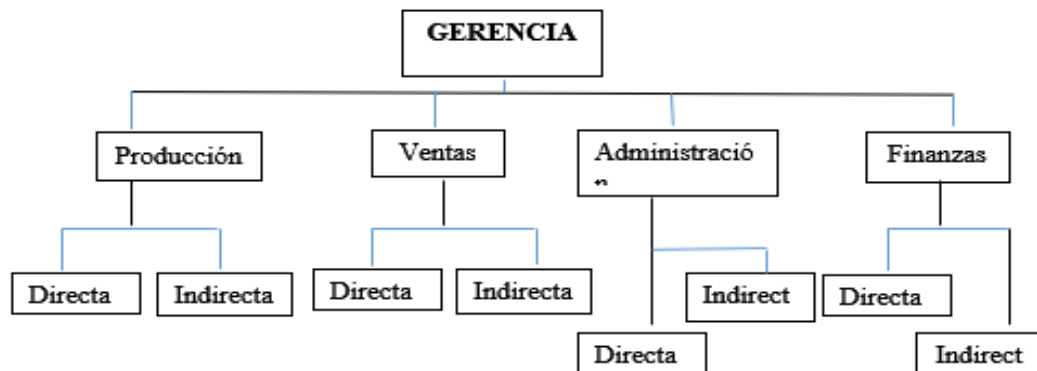 GERENCIA
Producción
Ventas
Administració
Finanzas
Directa
Indirecta
Directa
Indirecta
Directa
Indirect
Directa
Indirect